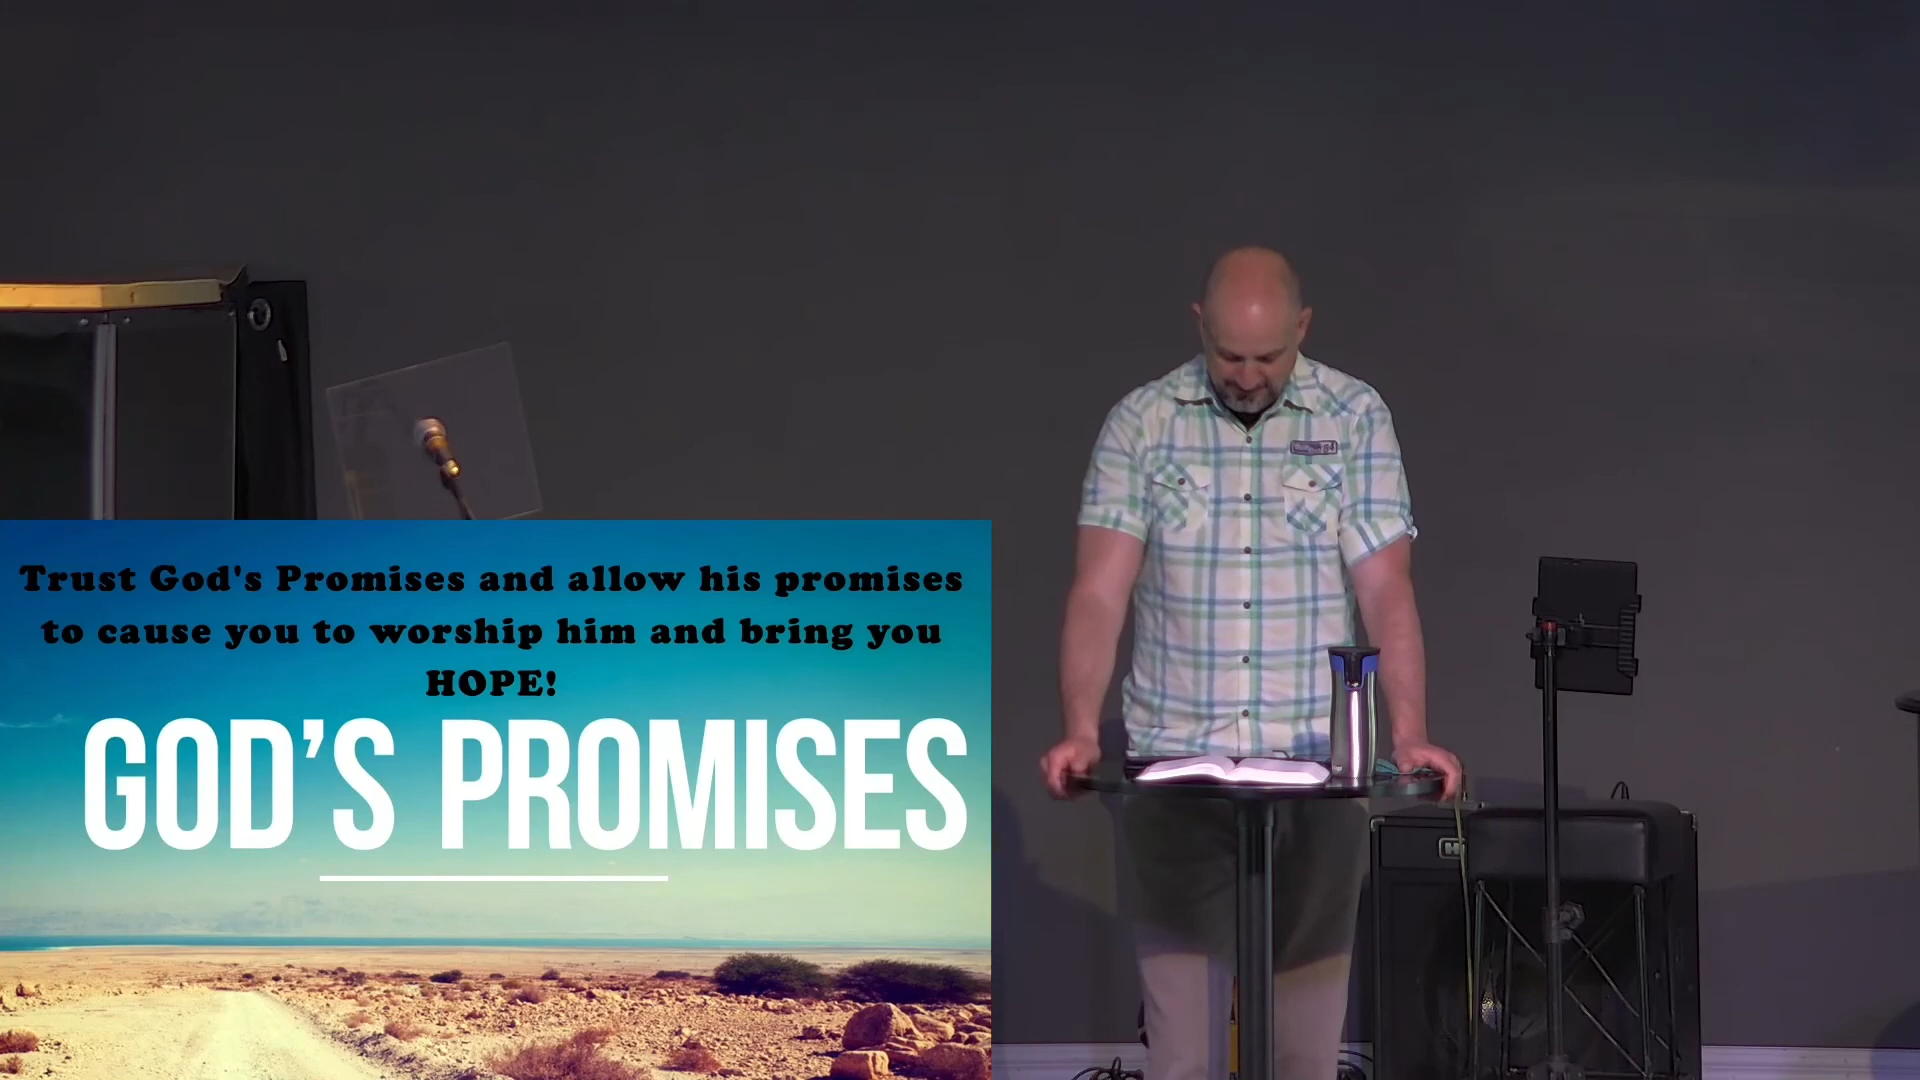 Trust God's Promises and allow his promises
to cause you to worship him and bring you
HOPE!
GOD'S PROMISES